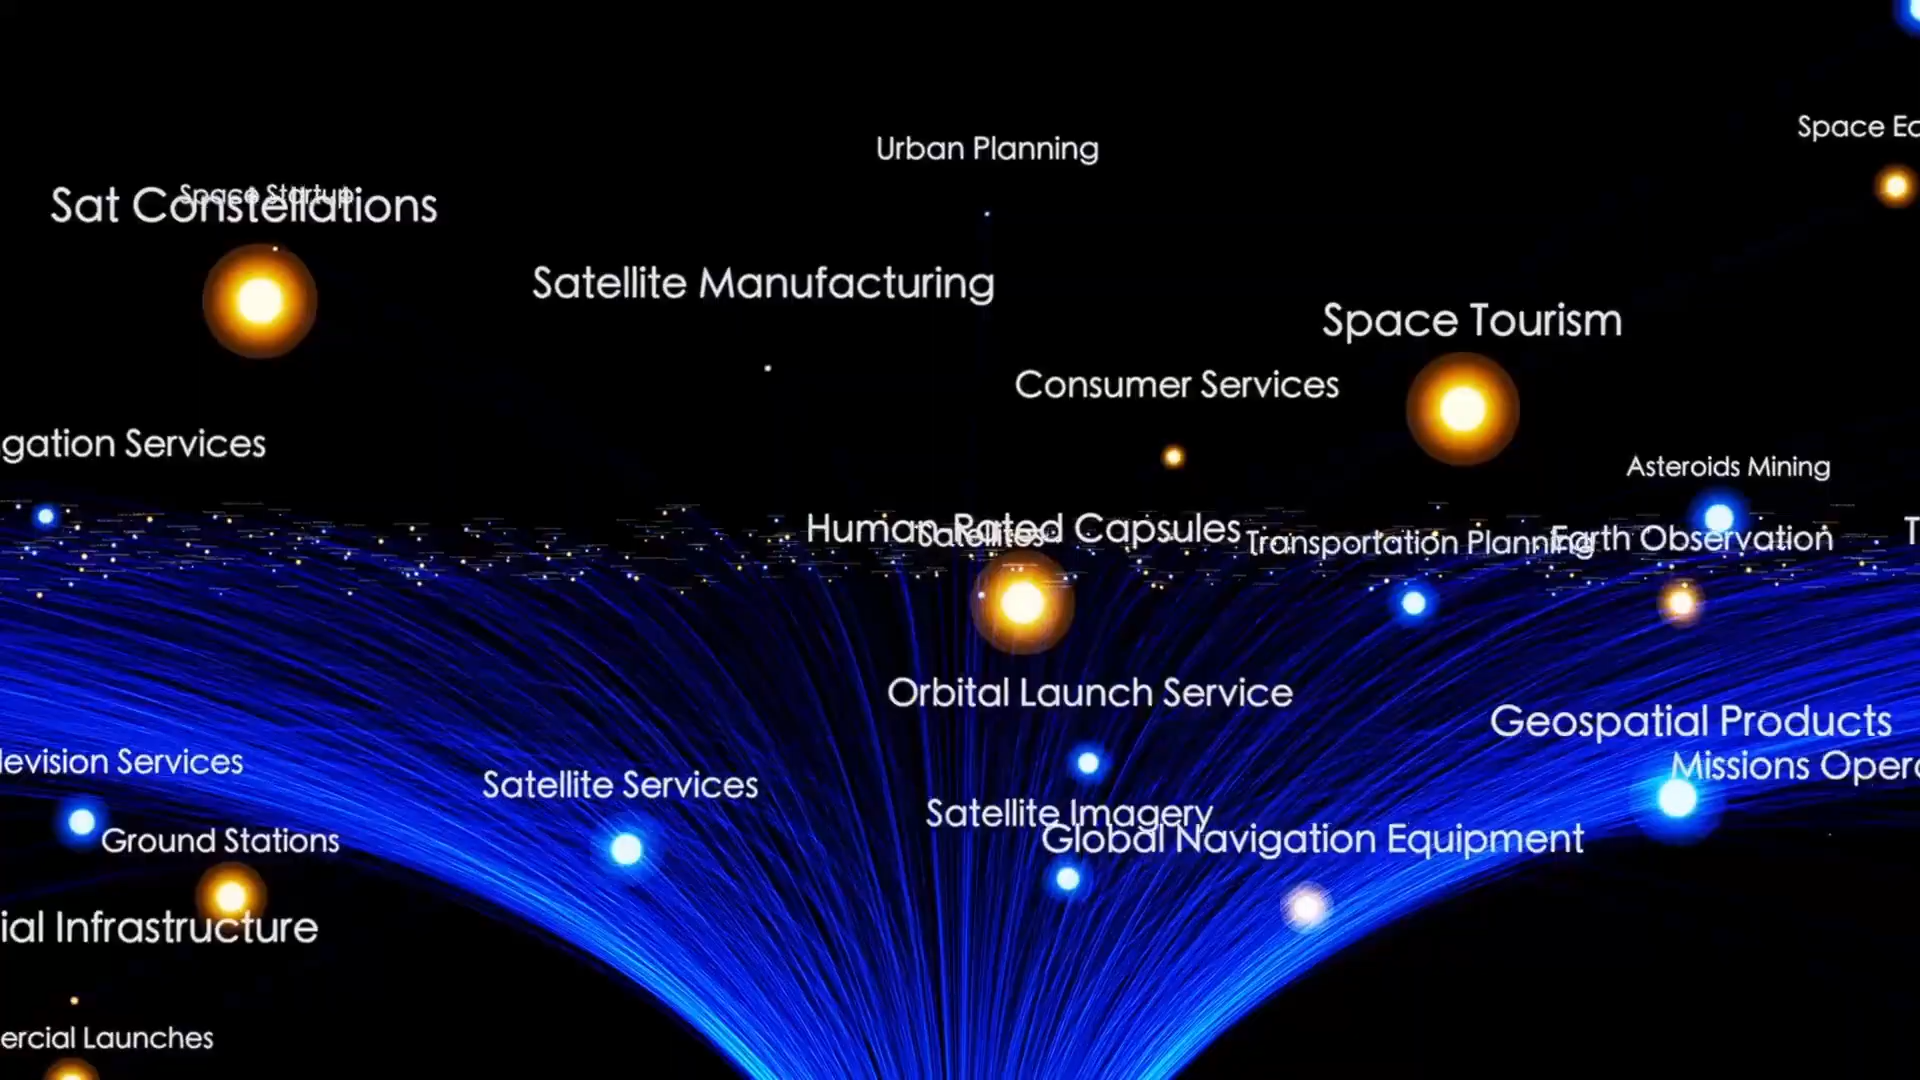 Space Ec
Urban Planning
Space Startup
Sat Constellations
Satellite Manufacturing
Space Tourism
Consumer Services
gation Services
Asteroids Mining
Human-Rated Capsules
Satellites
Transportation Planning
Earth Observation
T
Orbital Launch Service
Geospatial Products
levision Services
Missions Oper
Satellite Services
Satellite Imagery
Global Navigation Equipment
Ground Stations
ial Infrastructure
ercial Launches